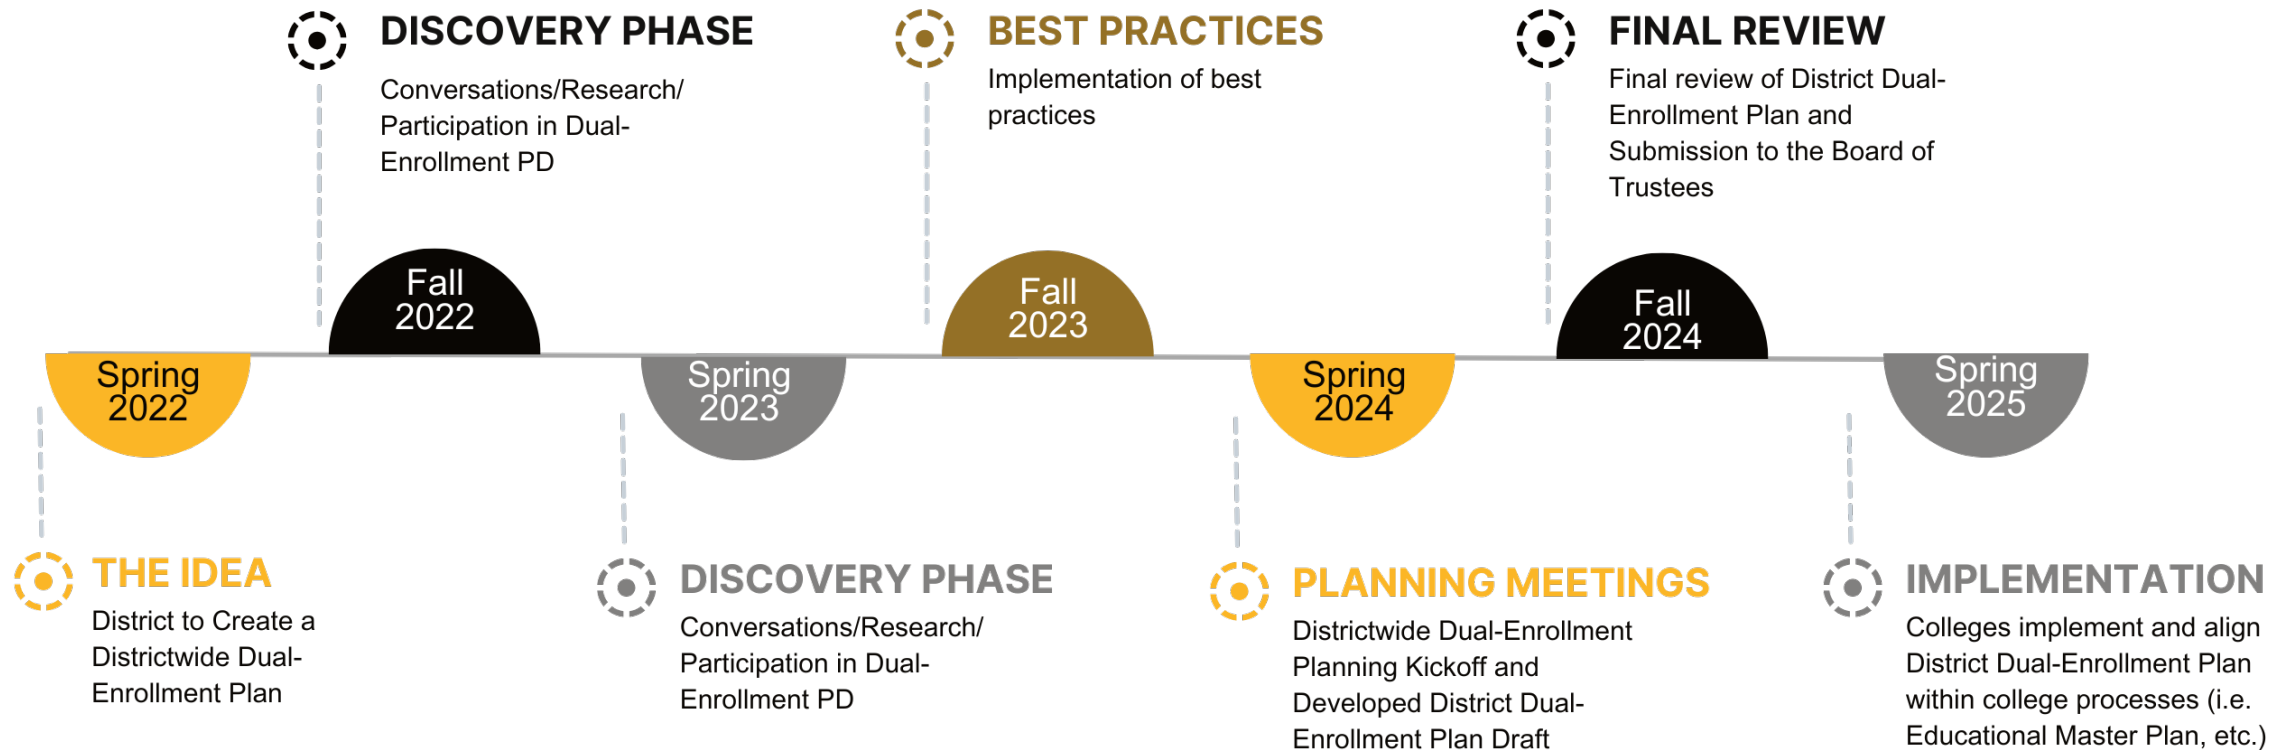 DISCOVERY PHASE
Conversations/Research/
Participation in Dual-
Enrollment PD
BEST PRACTICES
Implementation of best
practices
FINAL REVIEW
Final review of District Dual-
Enrollment Plan and
Submission to the Board of
Trustees
Fall
2022
Fall
2023
Fall
2024
Spring
2022
Spring
2023
Spring
2024
Spring
2025
THE IDEA
District to Create a
Districtwide Dual-
Enrollment Plan
DISCOVERY PHASE
Conversations/Research/
Participation in Dual-
Enrollment PD
PLANNING MEETINGS
Districtwide Dual-Enrollment
Planning Kickoff and
Developed District Dual-
Enrollment Plan Draft
IMPLEMENTATION
Colleges implement and align
District Dual-Enrollment Plan
within college processes (i.e.
Educational Master Plan, etc.)